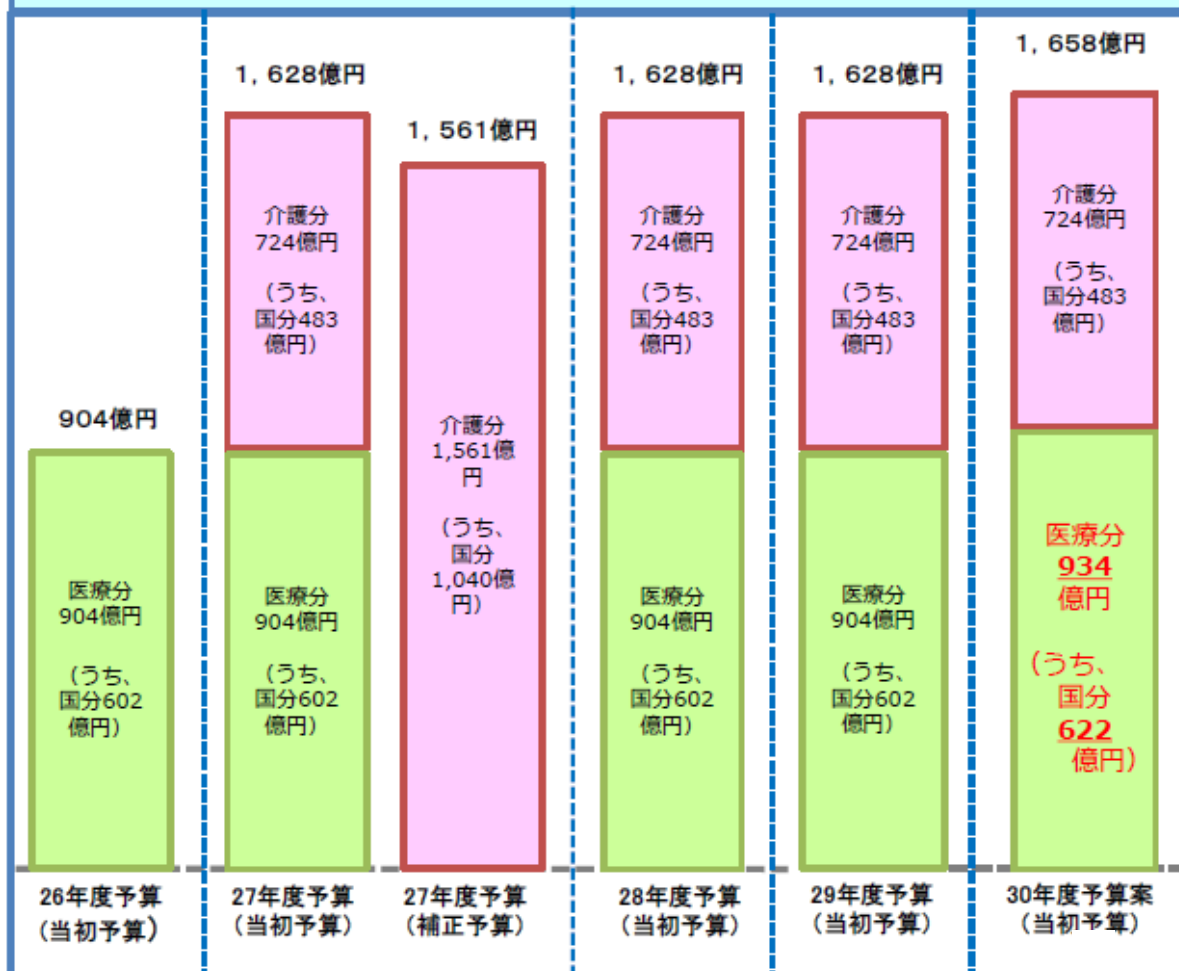 904億円
医療分
904億円
（うち、
国分602
億円）
26年度予算
（当初予算）
1，628億円
介護分
724億円
（うち、
国分483
億円）
医療分
904億円
（うち、
国分602
億円）
27年度予算
（当初予算）
1，561億円
介護分
1,561億
円
（うち、
国分
1,040億
円）
27年度予算
（補正予算）
1，628億円
介護分
724億円
（うち、
国分483
億円）
医療分
904億円
（うち、
国分602
億円）
28年度予算
（当初予算）
1，628億円
介護分
724億円
（うち、
国分483
億円）
医療分
904億円
（うち、
国分602
億円）
29年度予算
（当初予算）
1，658億円
介護分
724億円
（うち、
国分483
億円）
医療分
934
億円
（うち、
国分
622
億円）
30年度予算案
（当初予算）